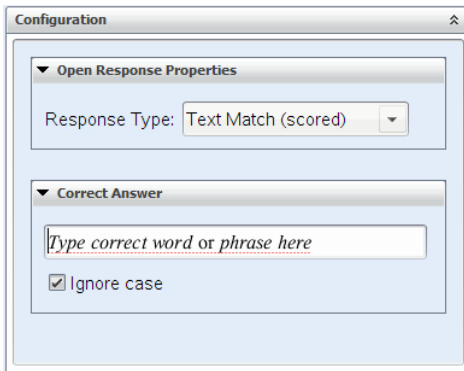 Configuration
Open Response Properties
Response Type: Text Match (scored)
Correct Answer
Type correct word or phrase here
Ignore case